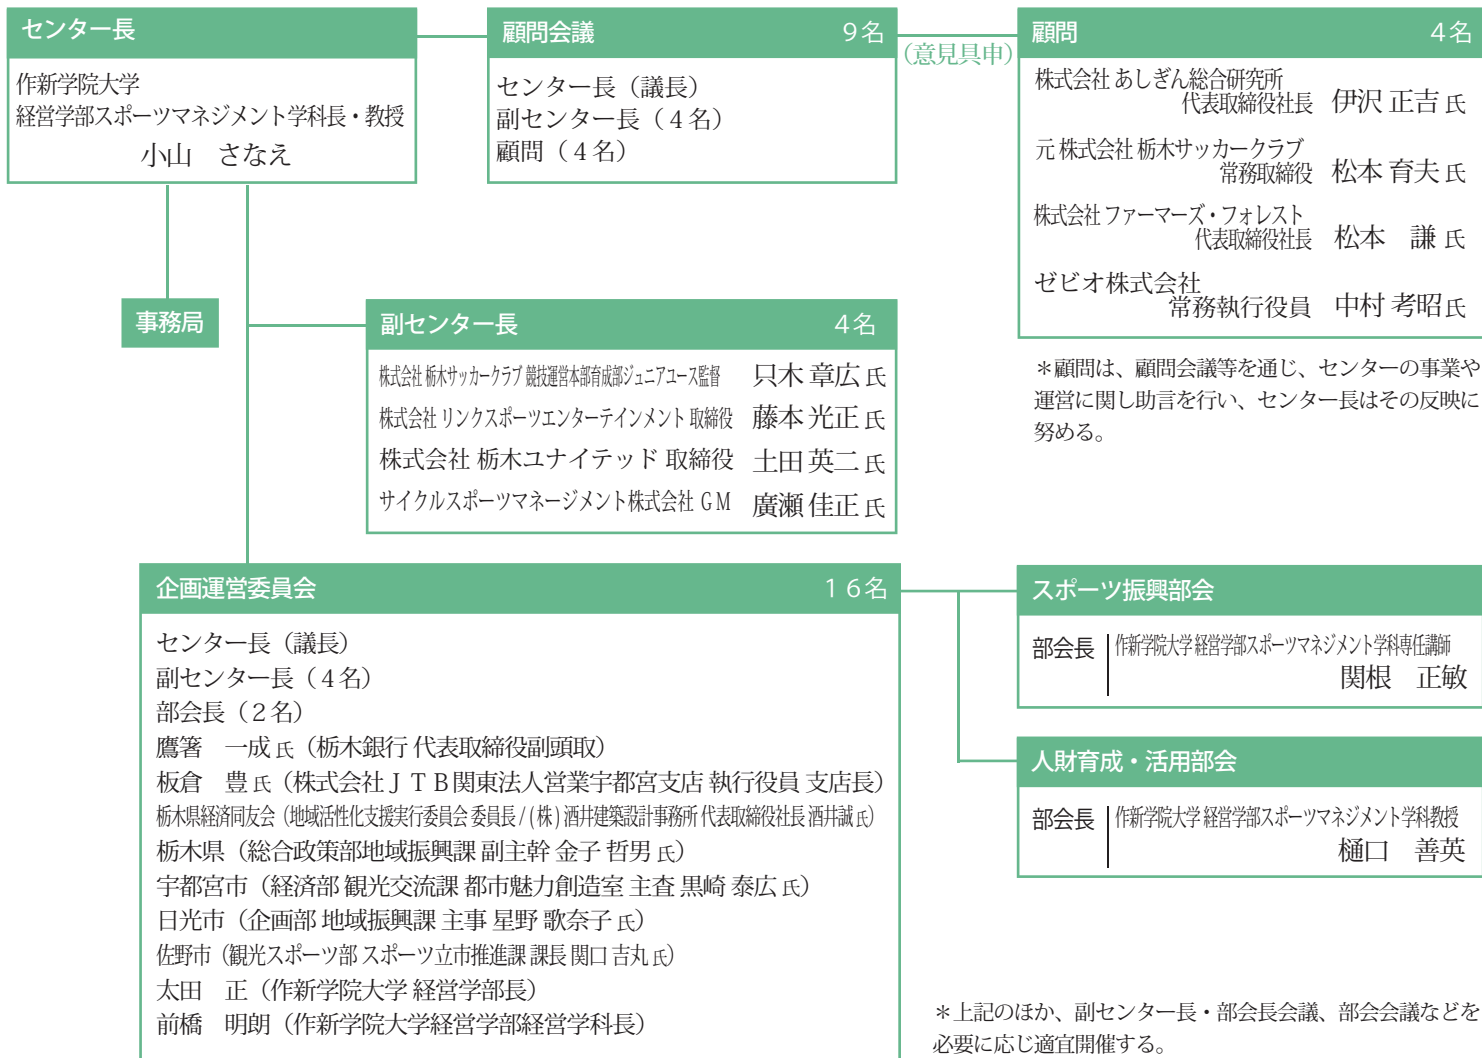 センター長
作新学院大学
経営学部スポーツマネジメント学科長・教授
小山　さなえ
顧問会議　9名
センター長（議長）
副センター長（４名）
顧問（４名）
（意見具申）
顧問　4名
株式会社 あしぎん総合研究所
代表取締役社長　伊沢 正吉 氏
元 株式会社 栃木サッカークラブ
常務取締役　松本 育夫 氏
株式会社 ファーマーズ・フォレスト
代表取締役社長　松本　謙 氏
ゼビオ株式会社
常務執行役員　中村 考昭 氏
＊顧問は、顧問会議等を通じ、センターの事業や
運営に関し助言を行い、センター長はその反映に
努める。
事務局
副センター長　4名
株式会社 栃木サッカークラブ 競技運営本部育成部ジュニアユース監督　只木 章広 氏
株式会社 リンクスポーツエンターテインメント 取締役　藤本 光正 氏
株式会社 栃木ユナイテッド 取締役　土田 英二 氏
サイクルスポーツマネージメント株式会社 ＧＭ　廣瀬 佳正 氏
企画運営委員会　１６名
センター長（議長）
副センター長（４名）
部会長（２名）
鷹箸　一成 氏（栃木銀行 代表取締役副頭取）
板倉　豊 氏（株式会社ＪＴＢ関東法人営業宇都宮支店 執行役員 支店長）
栃木県経済同友会（地域活性化支援実行委員会 委員長 / (株) 酒井建築設計事務所 代表取締役社長 酒井誠 氏）
栃木県（総合政策部地域振興課 副主幹 金子 哲男 氏）
宇都宮市（経済部 観光交流課 都市魅力創造室 主査 黒崎 泰広 氏）
日光市（企画部 地域振興課 主事 星野 歌奈子 氏）
佐野市（観光スポーツ部 スポーツ立市推進課 課長 関口 吉丸 氏）
太田　正（作新学院大学 経営学部長）
前橋　明朗（作新学院大学経営学部経営学科長）
スポーツ振興部会
部会長　作新学院大学 経営学部スポーツマネジメント学科専任講師
関根　正敏
人財育成・活用部会
部会長　作新学院大学 経営学部スポーツマネジメント学科教授
樋口　善英
＊上記のほか、副センター長・部会長会議、部会会議などを
必要に応じ適宜開催する。